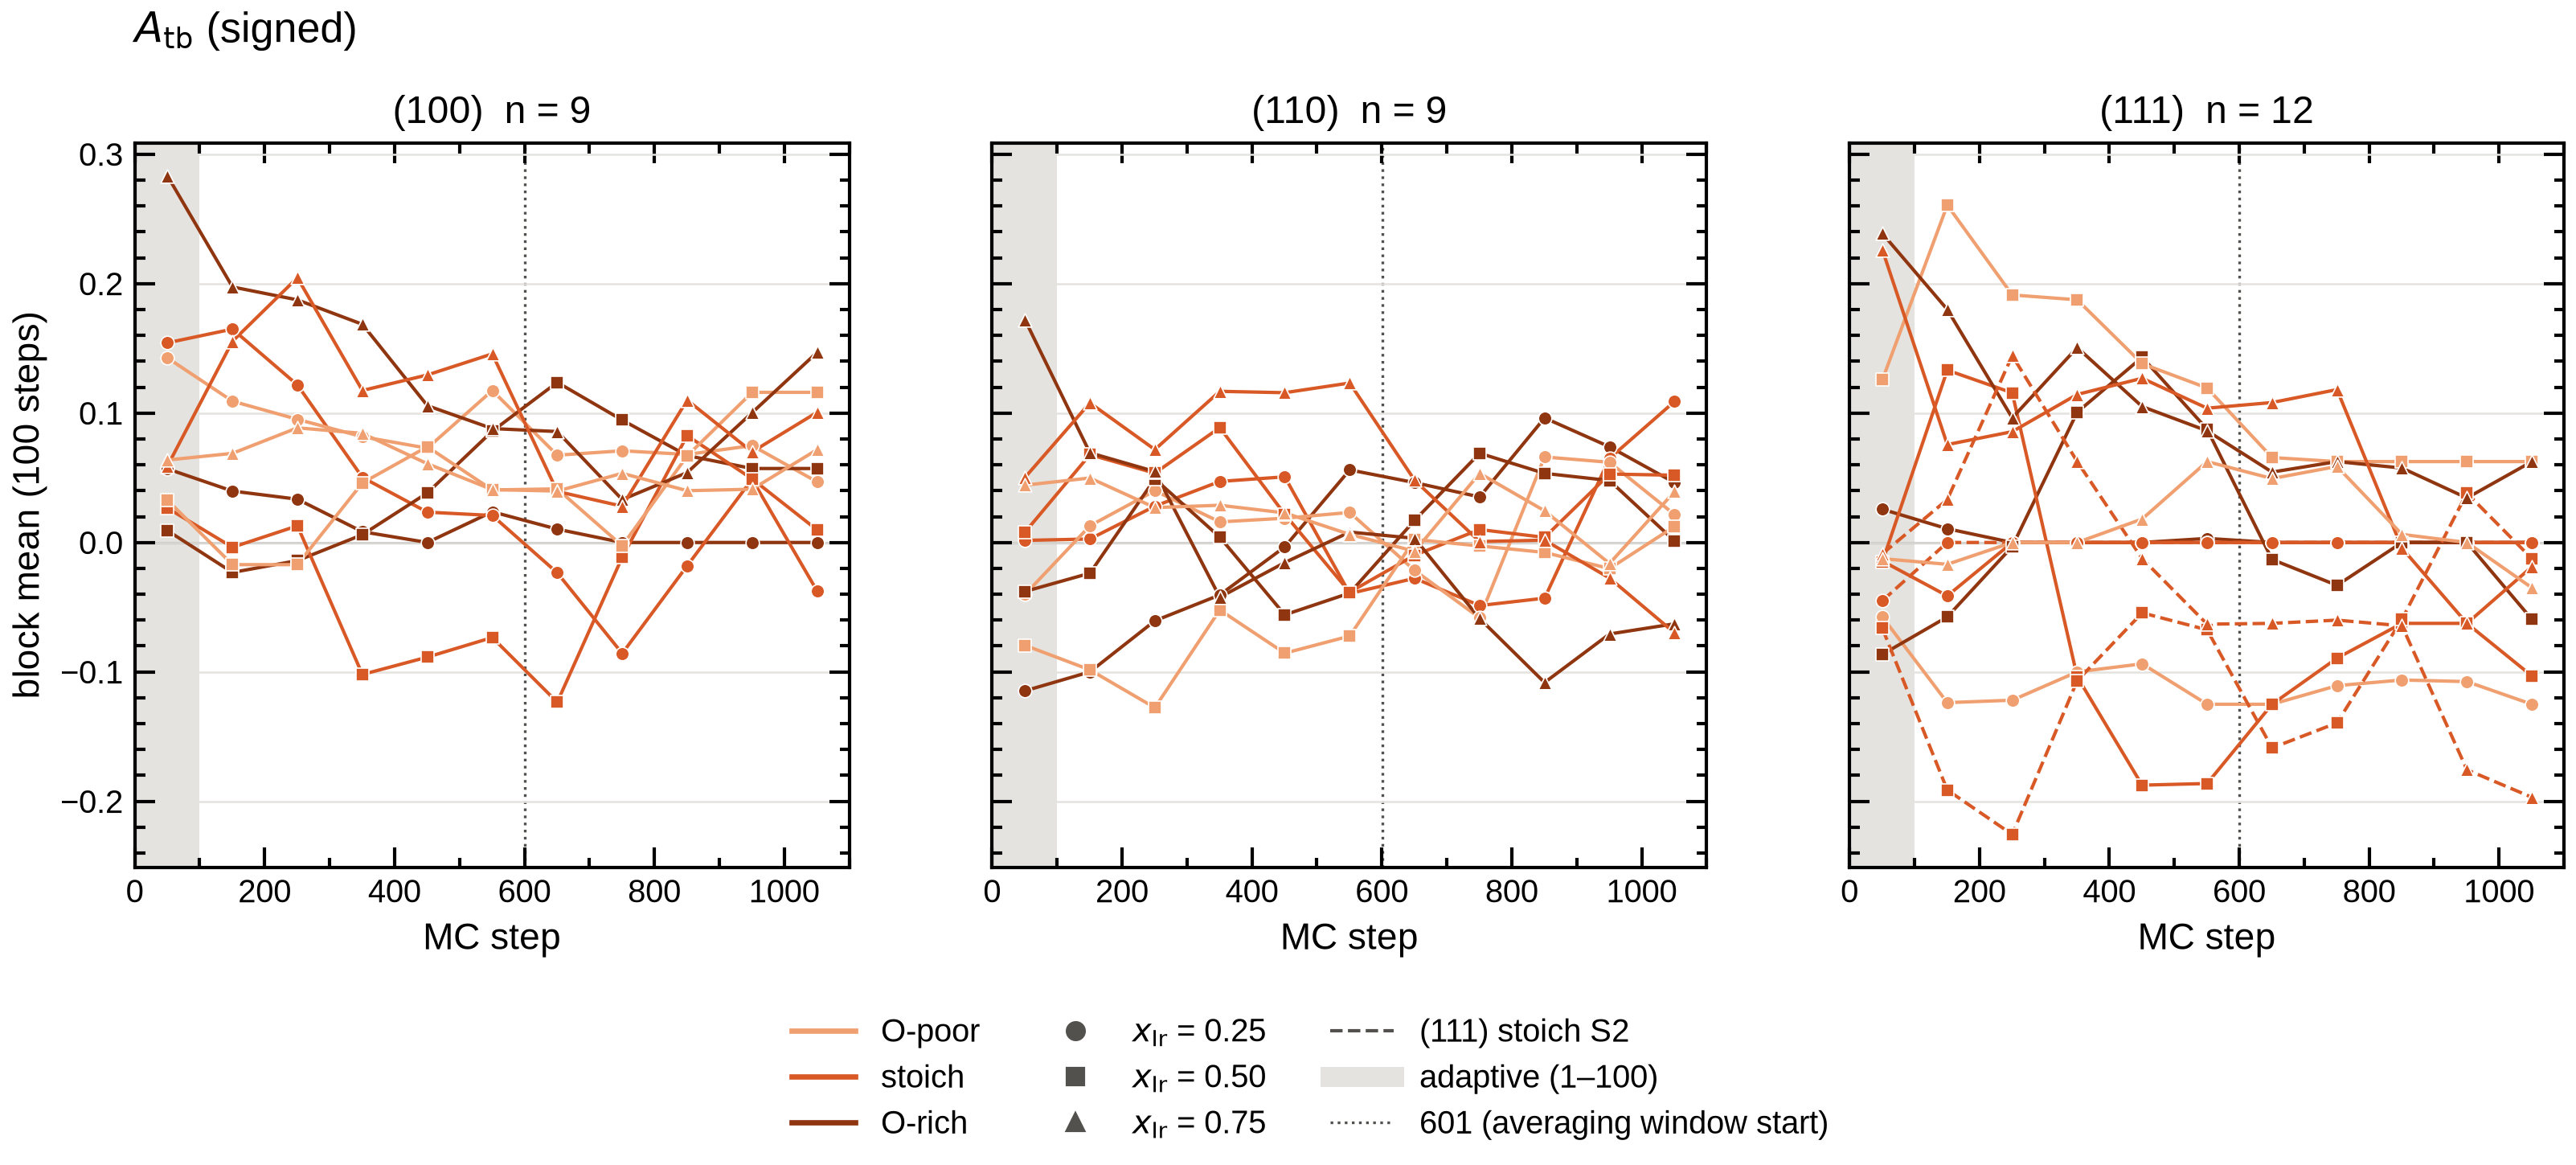 A_tb (signed)
(100)  n = 9
(110)  n = 9
(111)  n = 12
block mean (100 steps)
0.3
0.2
0.1
0.0
−0.1
−0.2
0 200 400 600 800 1000
0 200 400 600 800 1000
0 200 400 600 800 1000
MC step
MC step
MC step
O-poor
stoich
O-rich
x_Ir = 0.25
x_Ir = 0.50
x_Ir = 0.75
(111) stoich S2
adaptive (1–100)
601 (averaging window start)